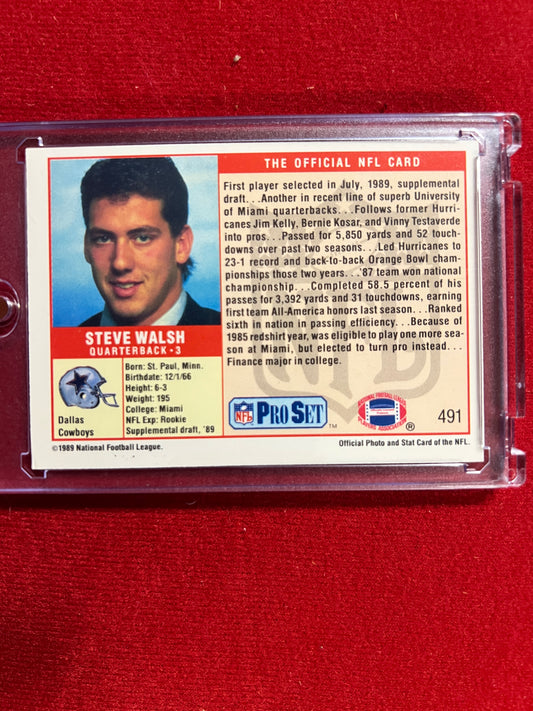 THE OFFICIAL NFL CARD
First player selected in July, 1989, supplemental
draft. . .Another in recent line of superb University
of Miami quarterbacks. . .Follows former Hurri-
canes Jim Kelly, Bernie Kosar, and Vinny Testaverde
into pros. . .Passed for 5,850 yards and 52 touch-
downs over past two seasons. . .Led Hurricanes to
23-1 record and back-to-back Orange Bowl cham-
pionships those two years. . .'87 team won national
championship. . .Completed 58.5 percent of his
passes for 3,392 yards and 31 touchdowns, earning
first team All-America honors last season. . .Ranked
sixth in nation in passing efficiency. . .Because of
1985 redshirt year, was eligible to play one more sea-
son at Miami, but elected to turn pro instead. . .
Finance major in college.
STEVE WALSH
QUARTERBACK • 3
Dallas
Cowboys
Born: St. Paul, Minn.
Birthdate: 12/1/66
Height: 6-3
Weight: 195
College: Miami
NFL Exp: Rookie
Supplemental draft, '89
NFL PRO SET ™
NATIONAL FOOTBALL LEAGUE
PLAYERS ASSOCIATION ®
491
©1989 National Football League.
Official Photo and Stat Card of the NFL.